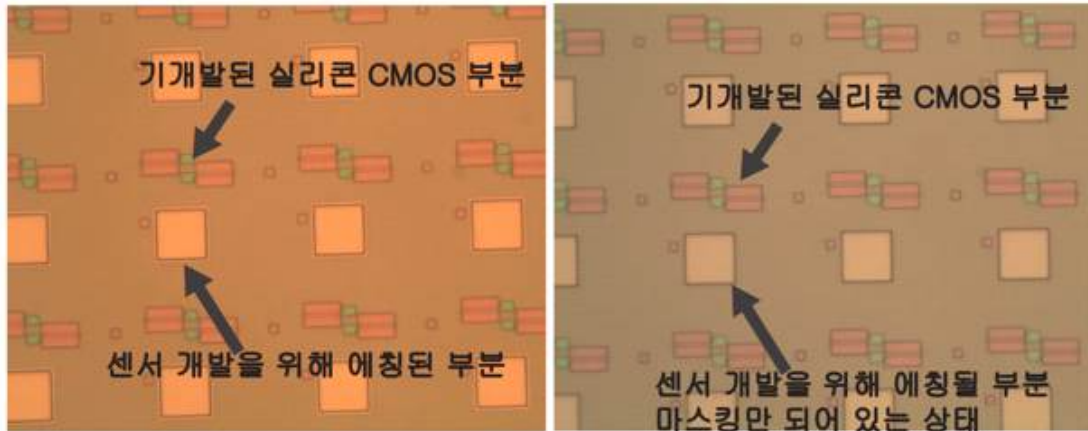 기개발된 실리콘 CMOS 부분
센서 개발을 위해 에칭된 부분
기개발된 실리콘 CMOS 부분
센서 개발을 위해 에칭될 부분
마스킹만 되어 있는 상태